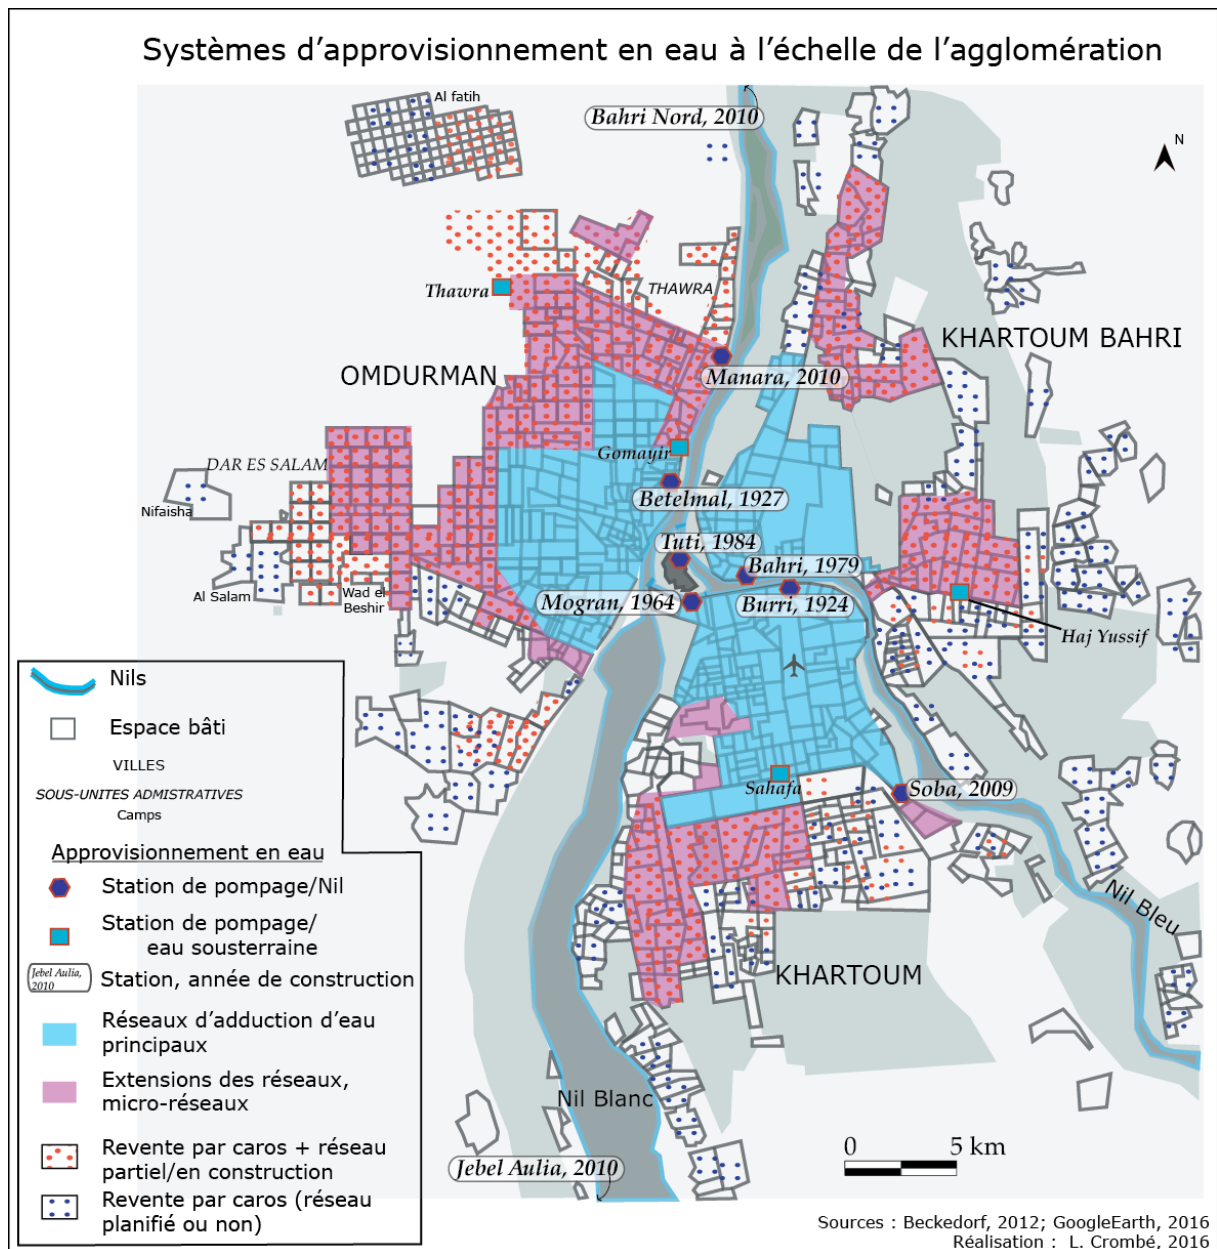 Systèmes d'approvisionnement en eau à l'échelle de l'agglomération
Al fatih
Bahri Nord, 2010
N
Thawra
THAWRA
KHARTOUM BAHRI
OMDURMAN
Manara, 2010
Gomayir
DAR ES SALAM
Betelmal, 1927
Nifaisha
Tuti, 1984
Bahri, 1979
Al Salam
Wad el
Beshir
Mogran, 1964
Burri, 1924
Haj Yussif
Sahafa
Soba, 2009
Nil Bleu
KHARTOUM
Nil Blanc
Jebel Aulia, 2010
0 5 km
Nils
Espace bâti
VILLES
SOUS-UNITES ADMISTRATIVES
Camps
Approvisionnement en eau
Station de pompage/Nil
Station de pompage/
eau sousterraine
Jebel Aulia,
2010
Station, année de construction
Réseaux d'adduction d'eau
principaux
Extensions des réseaux,
micro-réseaux
Revente par caros + réseau
partiel/en construction
Revente par caros (réseau
planifié ou non)
Sources : Beckedorf, 2012; GoogleEarth, 2016
Réalisation : L. Crombé, 2016